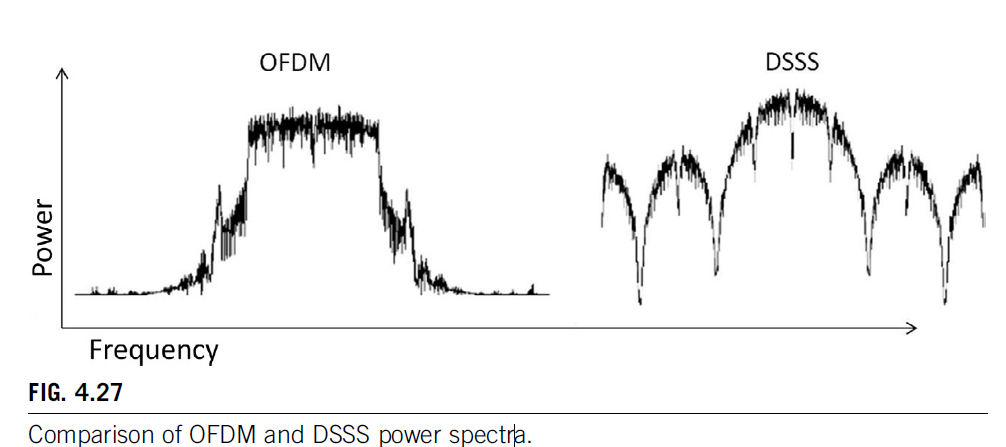 OFDM
DSSS
Power
Frequency
FIG. 4.27
Comparison of OFDM and DSSS power spectra.